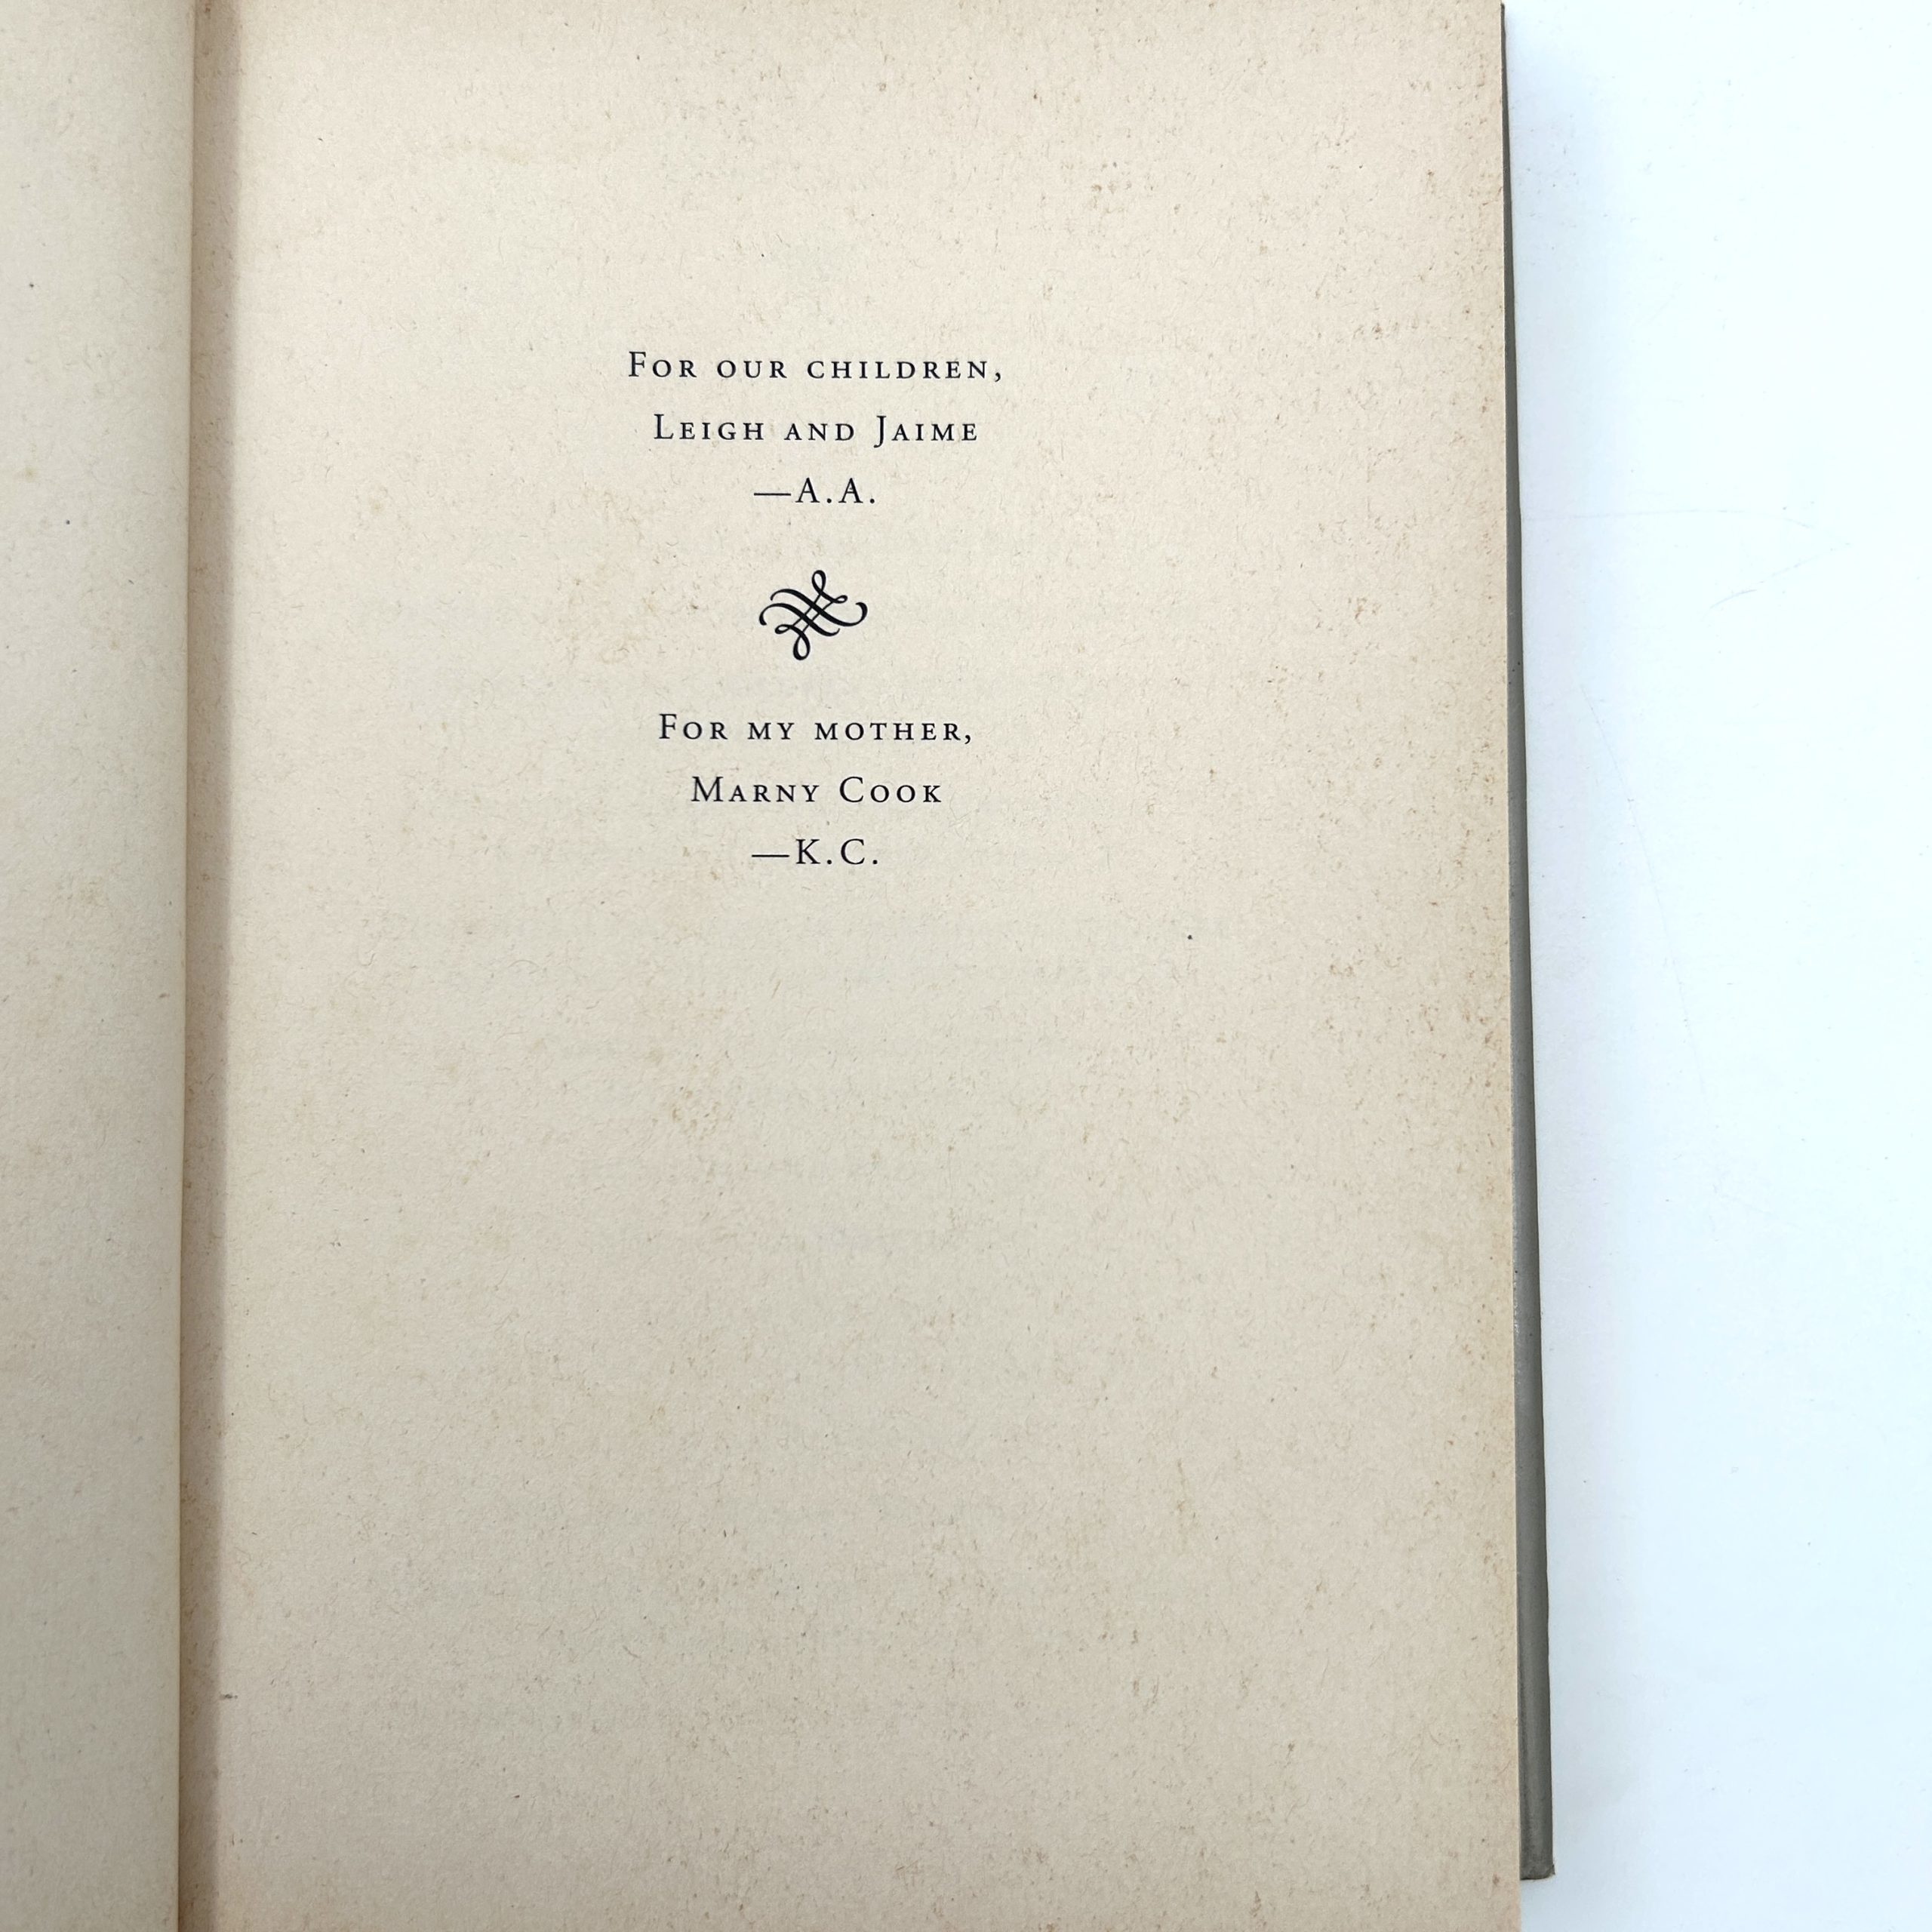 For our children,
Leigh and Jaime
—A.A.
For my mother,
Marny Cook
—K.C.